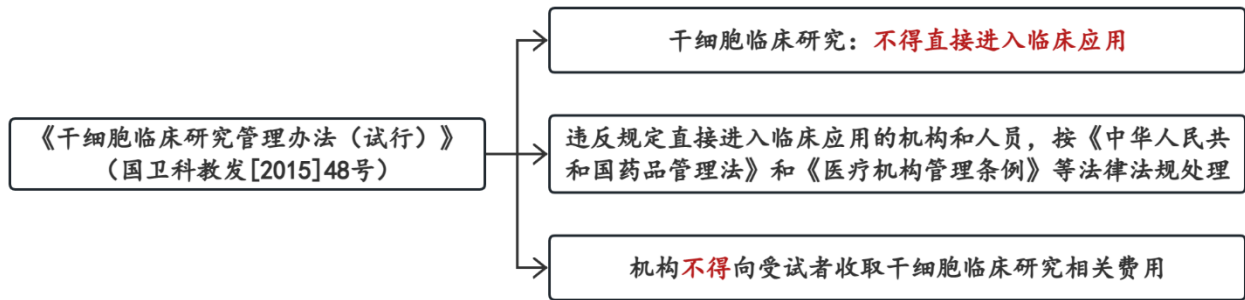 《干细胞临床研究管理办法（试行）》
（国卫科教发[2015]48号）
干细胞临床研究：不得直接进入临床应用
违反规定直接进入临床应用的机构和人员，按《中华人民共
和国药品管理法》和《医疗机构管理条例》等法律法规处理
机构不得向受试者收取干细胞临床研究相关费用